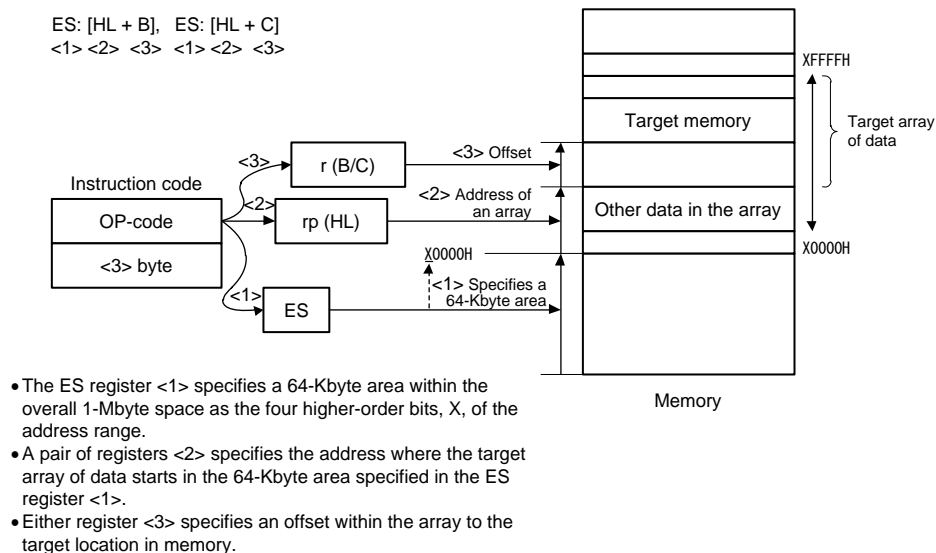 ES: [HL + B], ES: [HL + C]
<1> <2> <3> <1> <2> <3>
XFFFFH
Target memory
Target array
of data
<3>
r (B/C)
<3> Offset
Instruction code
OP-code
<2>
rp (HL)
<2> Address of
an array
Other data in the array
<3> byte
X0000H
X0000H
<1>
ES
<1> Specifies a
64-Kbyte area
Memory
• The ES register <1> specifies a 64-Kbyte area within the
overall 1-Mbyte space as the four higher-order bits, X, of the
address range.
• A pair of registers <2> specifies the address where the target
array of data starts in the 64-Kbyte area specified in the ES
register <1>.
• Either register <3> specifies an offset within the array to the
target location in memory.